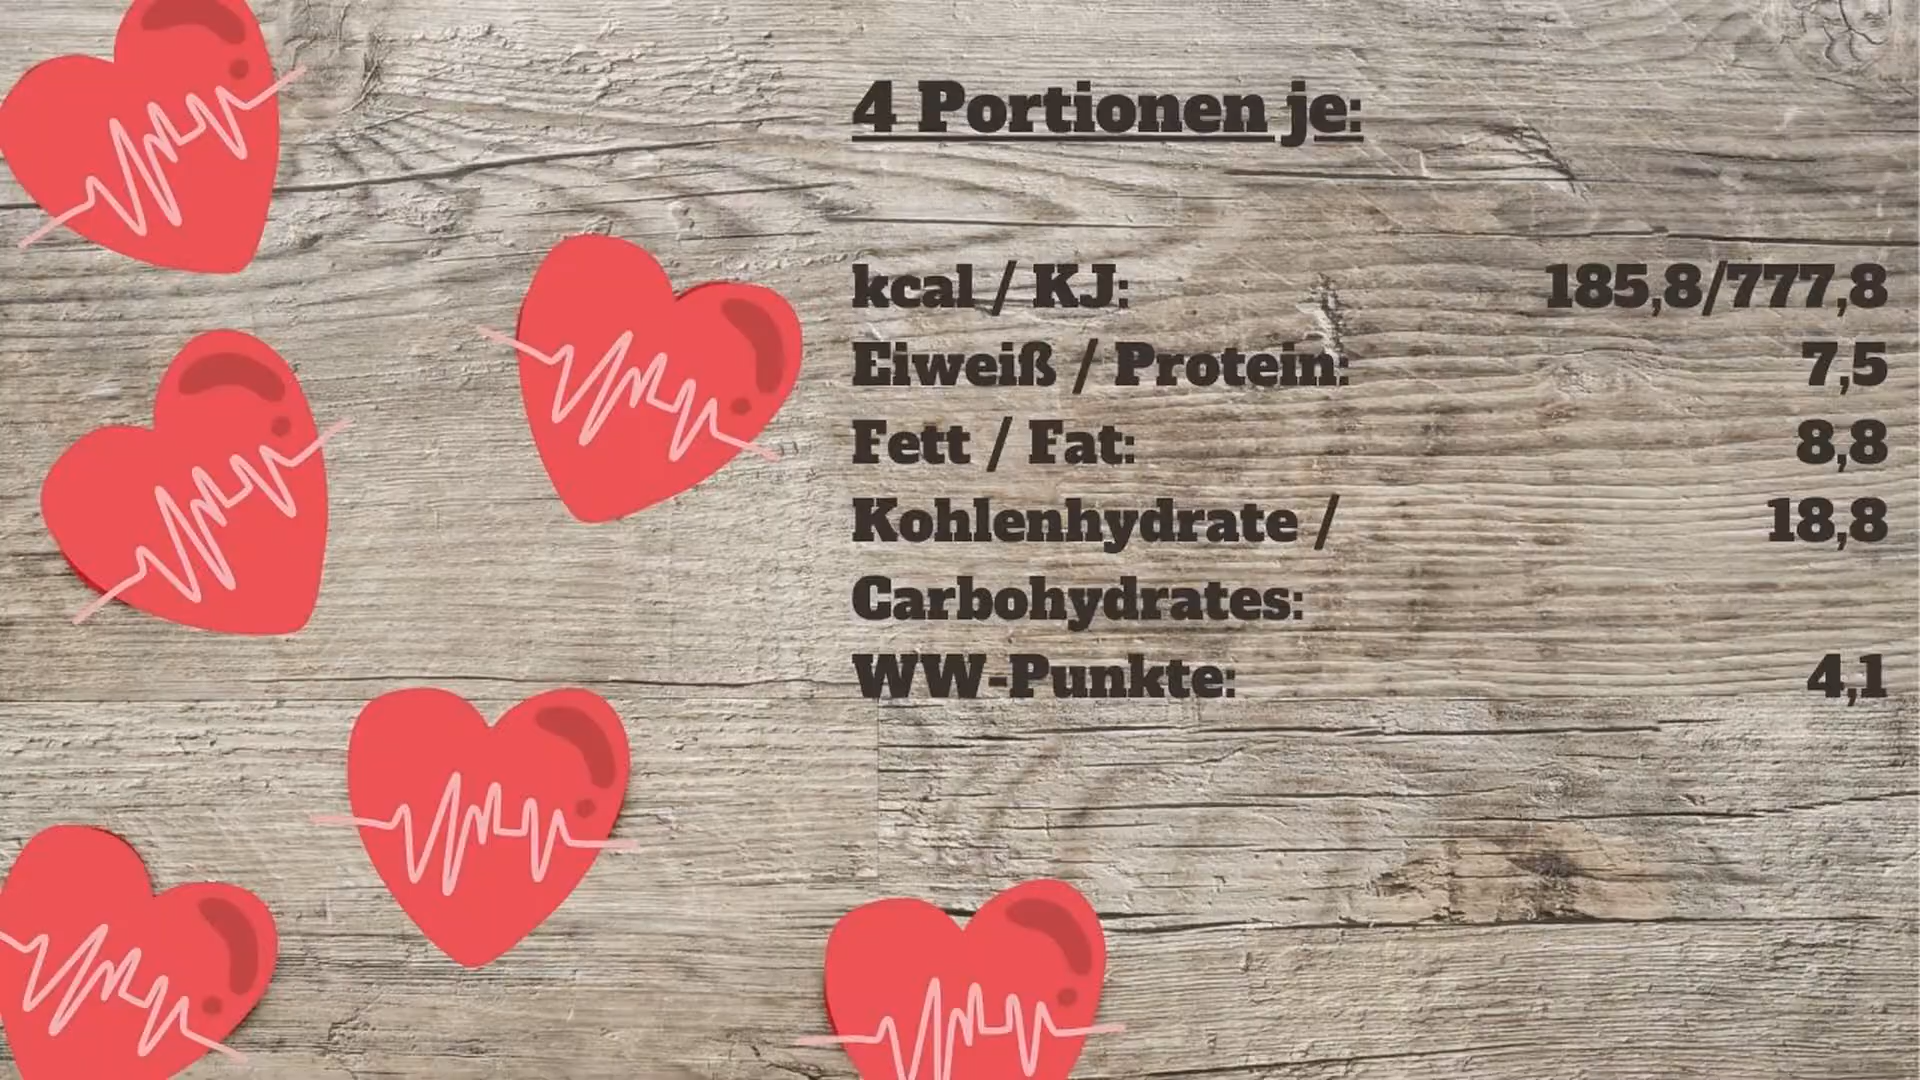 4 Portionen je:
kcal / KJ: 185,8/777,8
Eiweiß / Protein: 7,5
Fett / Fat: 8,8
Kohlenhydrate / 18,8
Carbohydrates:
WW-Punkte: 4,1